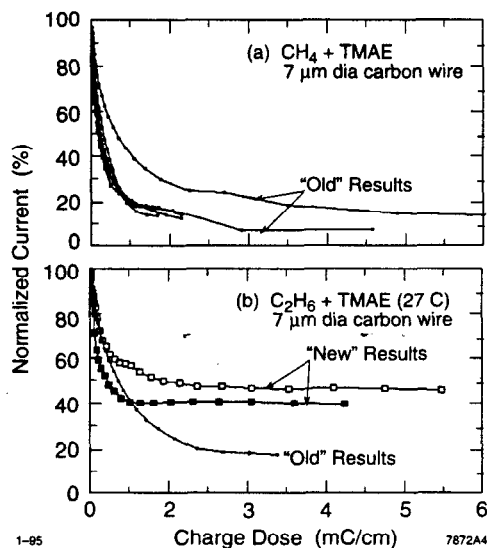 100
80
60
40
20
0
(a) CH4 + TMAE
7 µm dia carbon wire
"Old" Results
Normalized Current (%)
100
80
60
40
20
0
(b) C2H6 + TMAE (27 C)
7 µm dia carbon wire
"New" Results
"Old" Results
0 1 2 3 4 5 6
1–95 Charge Dose (mC/cm) 7872A4